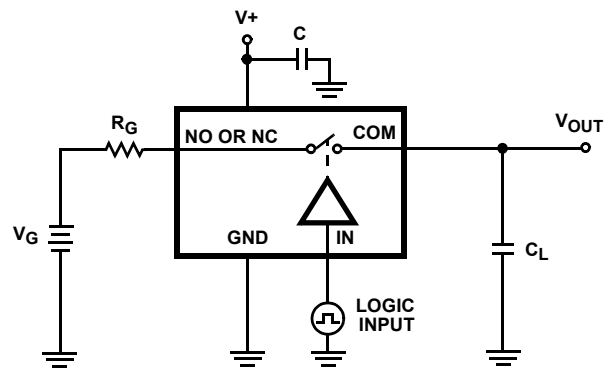 V+
C
RG
NO OR NC
COM
VOUT
VG
GND
IN
CL
LOGIC
INPUT